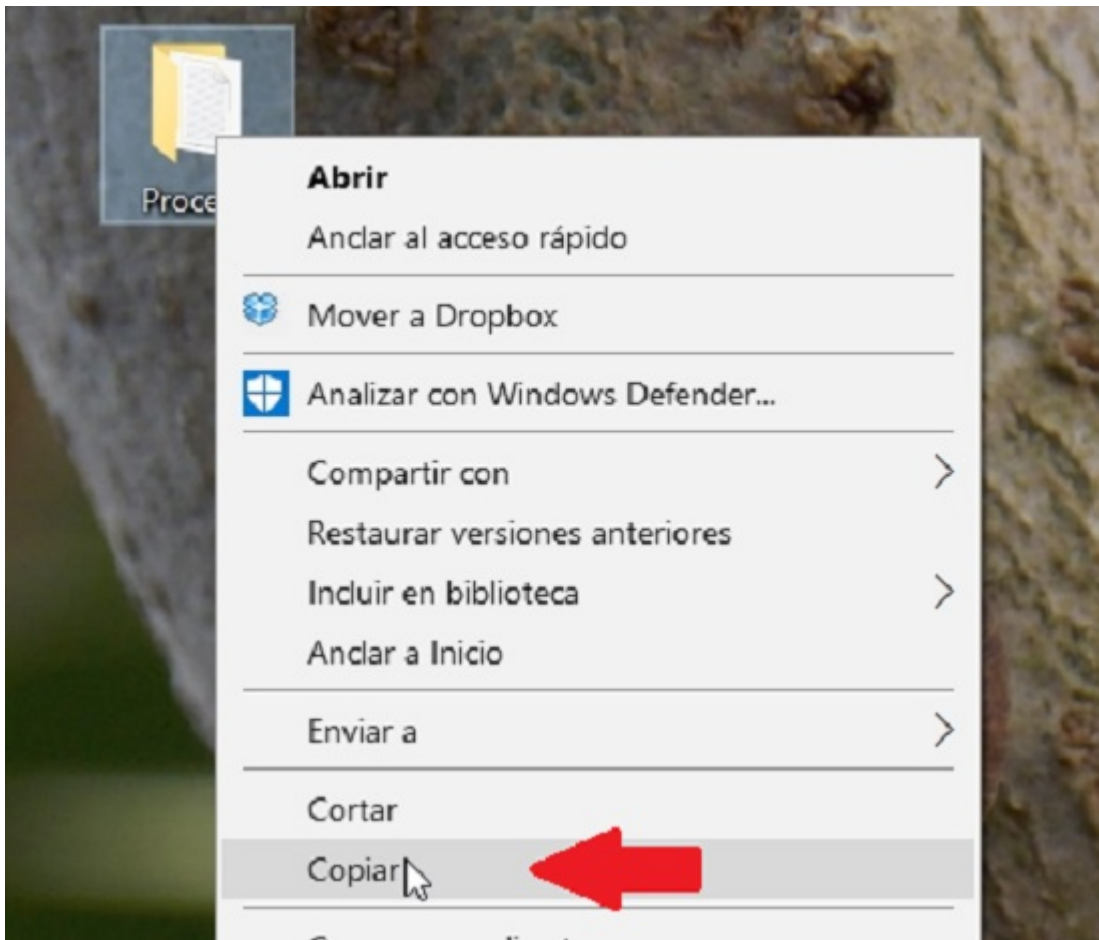 Proce
Abrir
Anclar al acceso rápido
Mover a Dropbox
Analizar con Windows Defender...
Compartir con
Restaurar versiones anteriores
Incluir en biblioteca
Anclar a Inicio
Enviar a
Cortar
Copiar